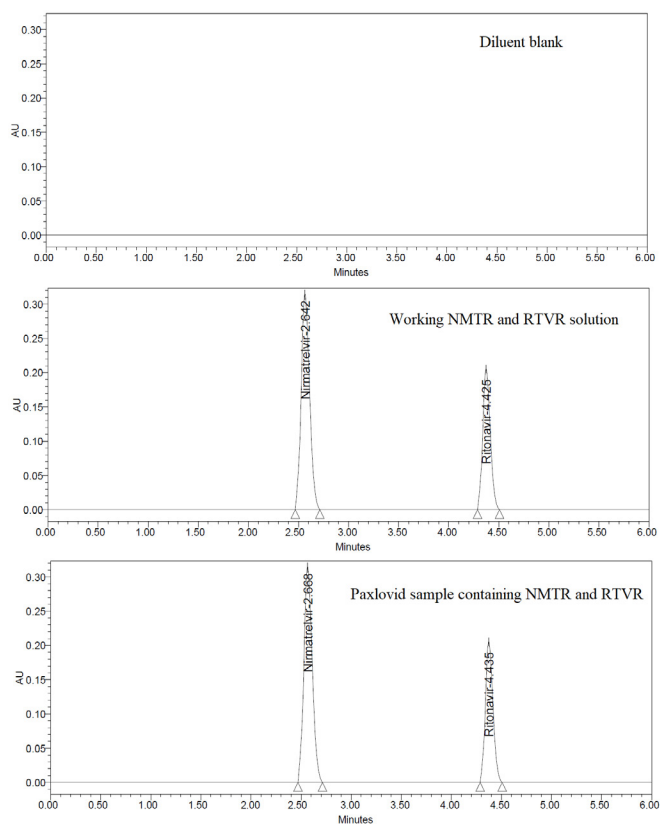 Diluent blank
0.30
0.25
0.20
0.15
0.10
0.05
0.00
AU
0.00 0.50 1.00 1.50 2.00 2.50 3.00 3.50 4.00 4.50 5.00 5.50 6.00
Minutes
Working NMTR and RTVR solution
Nirmatrelvir-2.642
Ritonavir-4.425
0.30
0.25
0.20
0.15
0.10
0.05
0.00
AU
0.00 0.50 1.00 1.50 2.00 2.50 3.00 3.50 4.00 4.50 5.00 5.50 6.00
Minutes
Paxlovid sample containing NMTR and RTVR
Nirmatrelvir-2.668
Ritonavir-4.435
0.30
0.25
0.20
0.15
0.10
0.05
0.00
AU
0.00 0.50 1.00 1.50 2.00 2.50 3.00 3.50 4.00 4.50 5.00 5.50 6.00
Minutes